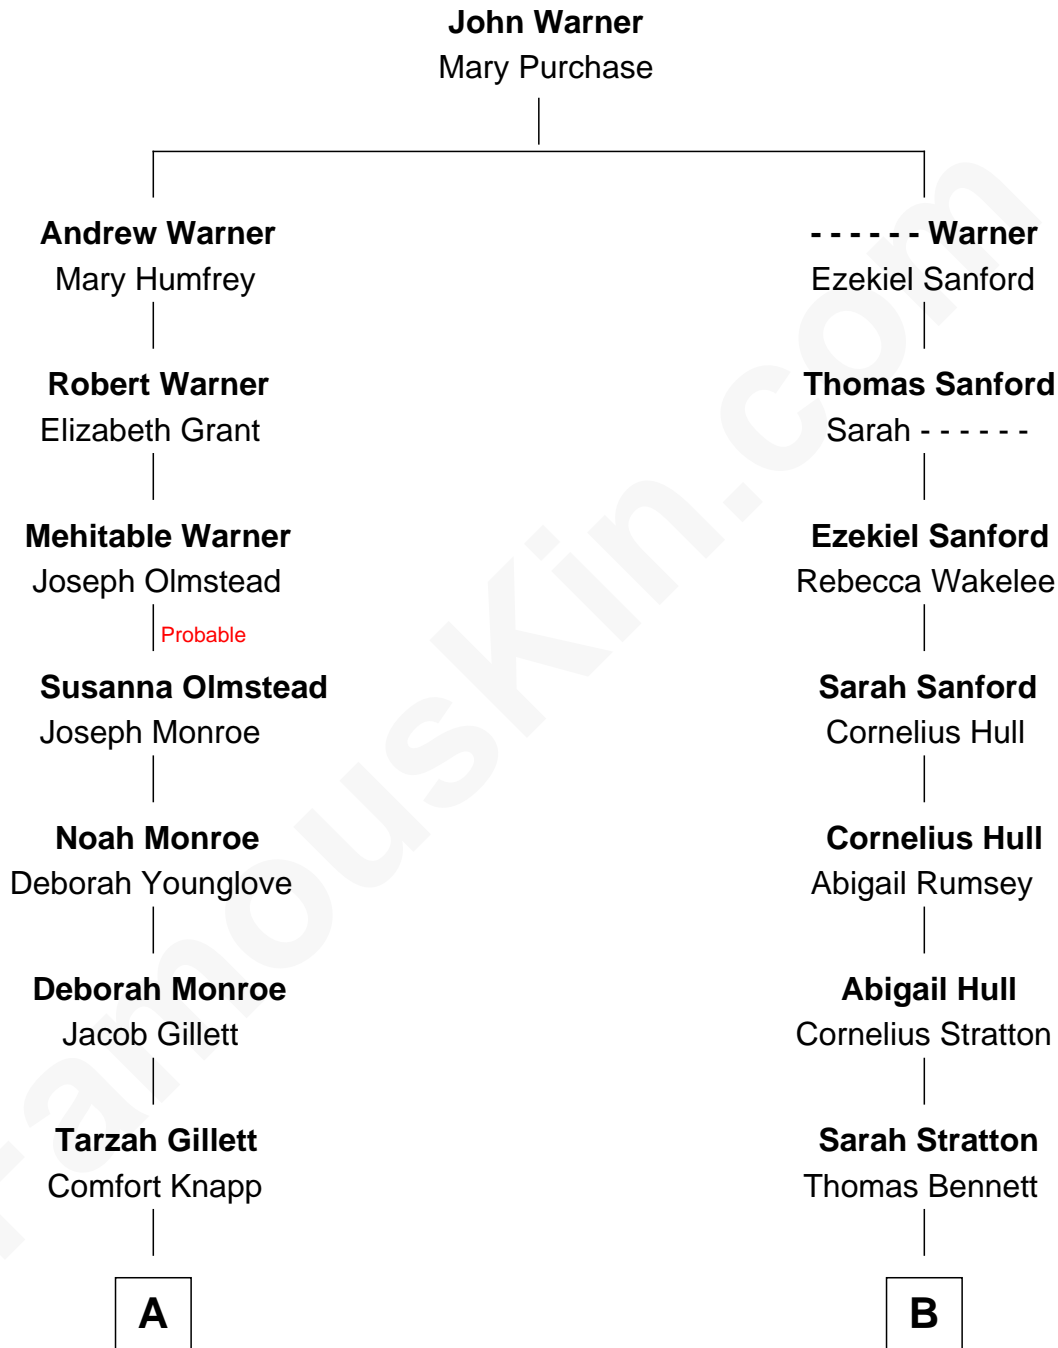 John Warner
Mary Purchase
Andrew Warner
Mary Humfrey
- - - - - - Warner
Ezekiel Sanford
Robert Warner
Elizabeth Grant
Thomas Sanford
Sarah - - - - - -
Mehitable Warner
Joseph Olmstead
Ezekiel Sanford
Rebecca Wakelee
Probable
Susanna Olmstead
Joseph Monroe
Sarah Sanford
Cornelius Hull
Noah Monroe
Deborah Younglove
Cornelius Hull
Abigail Rumsey
Deborah Monroe
Jacob Gillett
Abigail Hull
Cornelius Stratton
Tarzah Gillett
Comfort Knapp
Sarah Stratton
Thomas Bennett
A
B
FamousKin.com